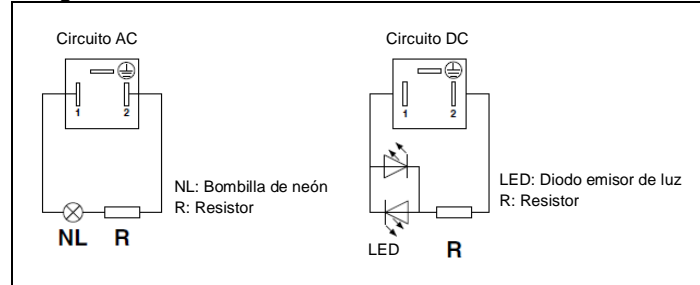 Circuito AC
1 2
NL: Bombilla de neón
R: Resistor
NL R
Circuito DC
1 2
LED: Diodo emisor de luz
R: Resistor
LED R